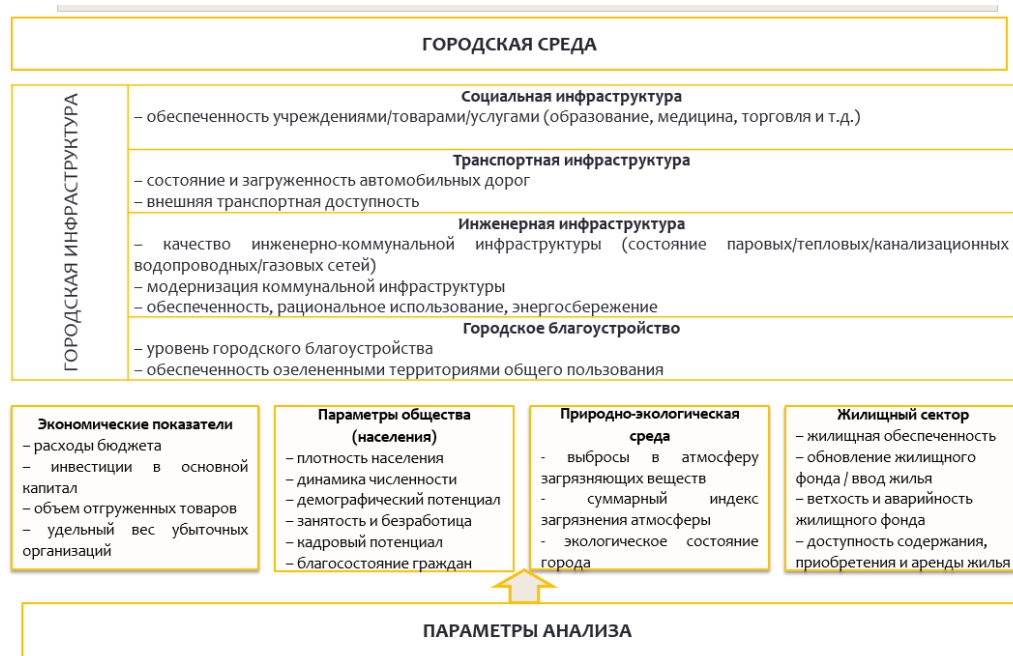 ГОРОДСКАЯ СРЕДА
ГОРОДСКАЯ ИНФРАСТРУКТУРА
Социальная инфраструктура
– обеспеченность учреждениями/товарами/услугами (образование, медицина, торговля и т.д.)
Транспортная инфраструктура
– состояние и загруженность автомобильных дорог
– внешняя транспортная доступность
Инженерная инфраструктура
– качество инженерно-коммунальной инфраструктуры (состояние паровых/тепловых/канализационных
водопроводных/газовых сетей)
– модернизация коммунальной инфраструктуры
– обеспеченность, рациональное использование, энергосбережение
Городское благоустройство
– уровень городского благоустройства
– обеспеченность озелененными территориями общего пользования
Экономические показатели
– расходы бюджета
– инвестиции в основной
капитал
– объем отгруженных товаров
– удельный вес убыточных
организаций
Параметры общества
(населения)
– плотность населения
– динамика численности
– демографический потенциал
– занятость и безработица
– кадровый потенциал
– благосостояние граждан
Природно-экологическая
среда
- выбросы в атмосферу
загрязняющих веществ
- суммарный индекс
загрязнения атмосферы
- экологическое состояние
города
Жилищный сектор
– жилищная обеспеченность
– обновление жилищного
фонда / ввод жилья
– ветхость и аварийность
жилищного фонда
– доступность содержания,
приобретения и аренды жилья
ПАРАМЕТРЫ АНАЛИЗА